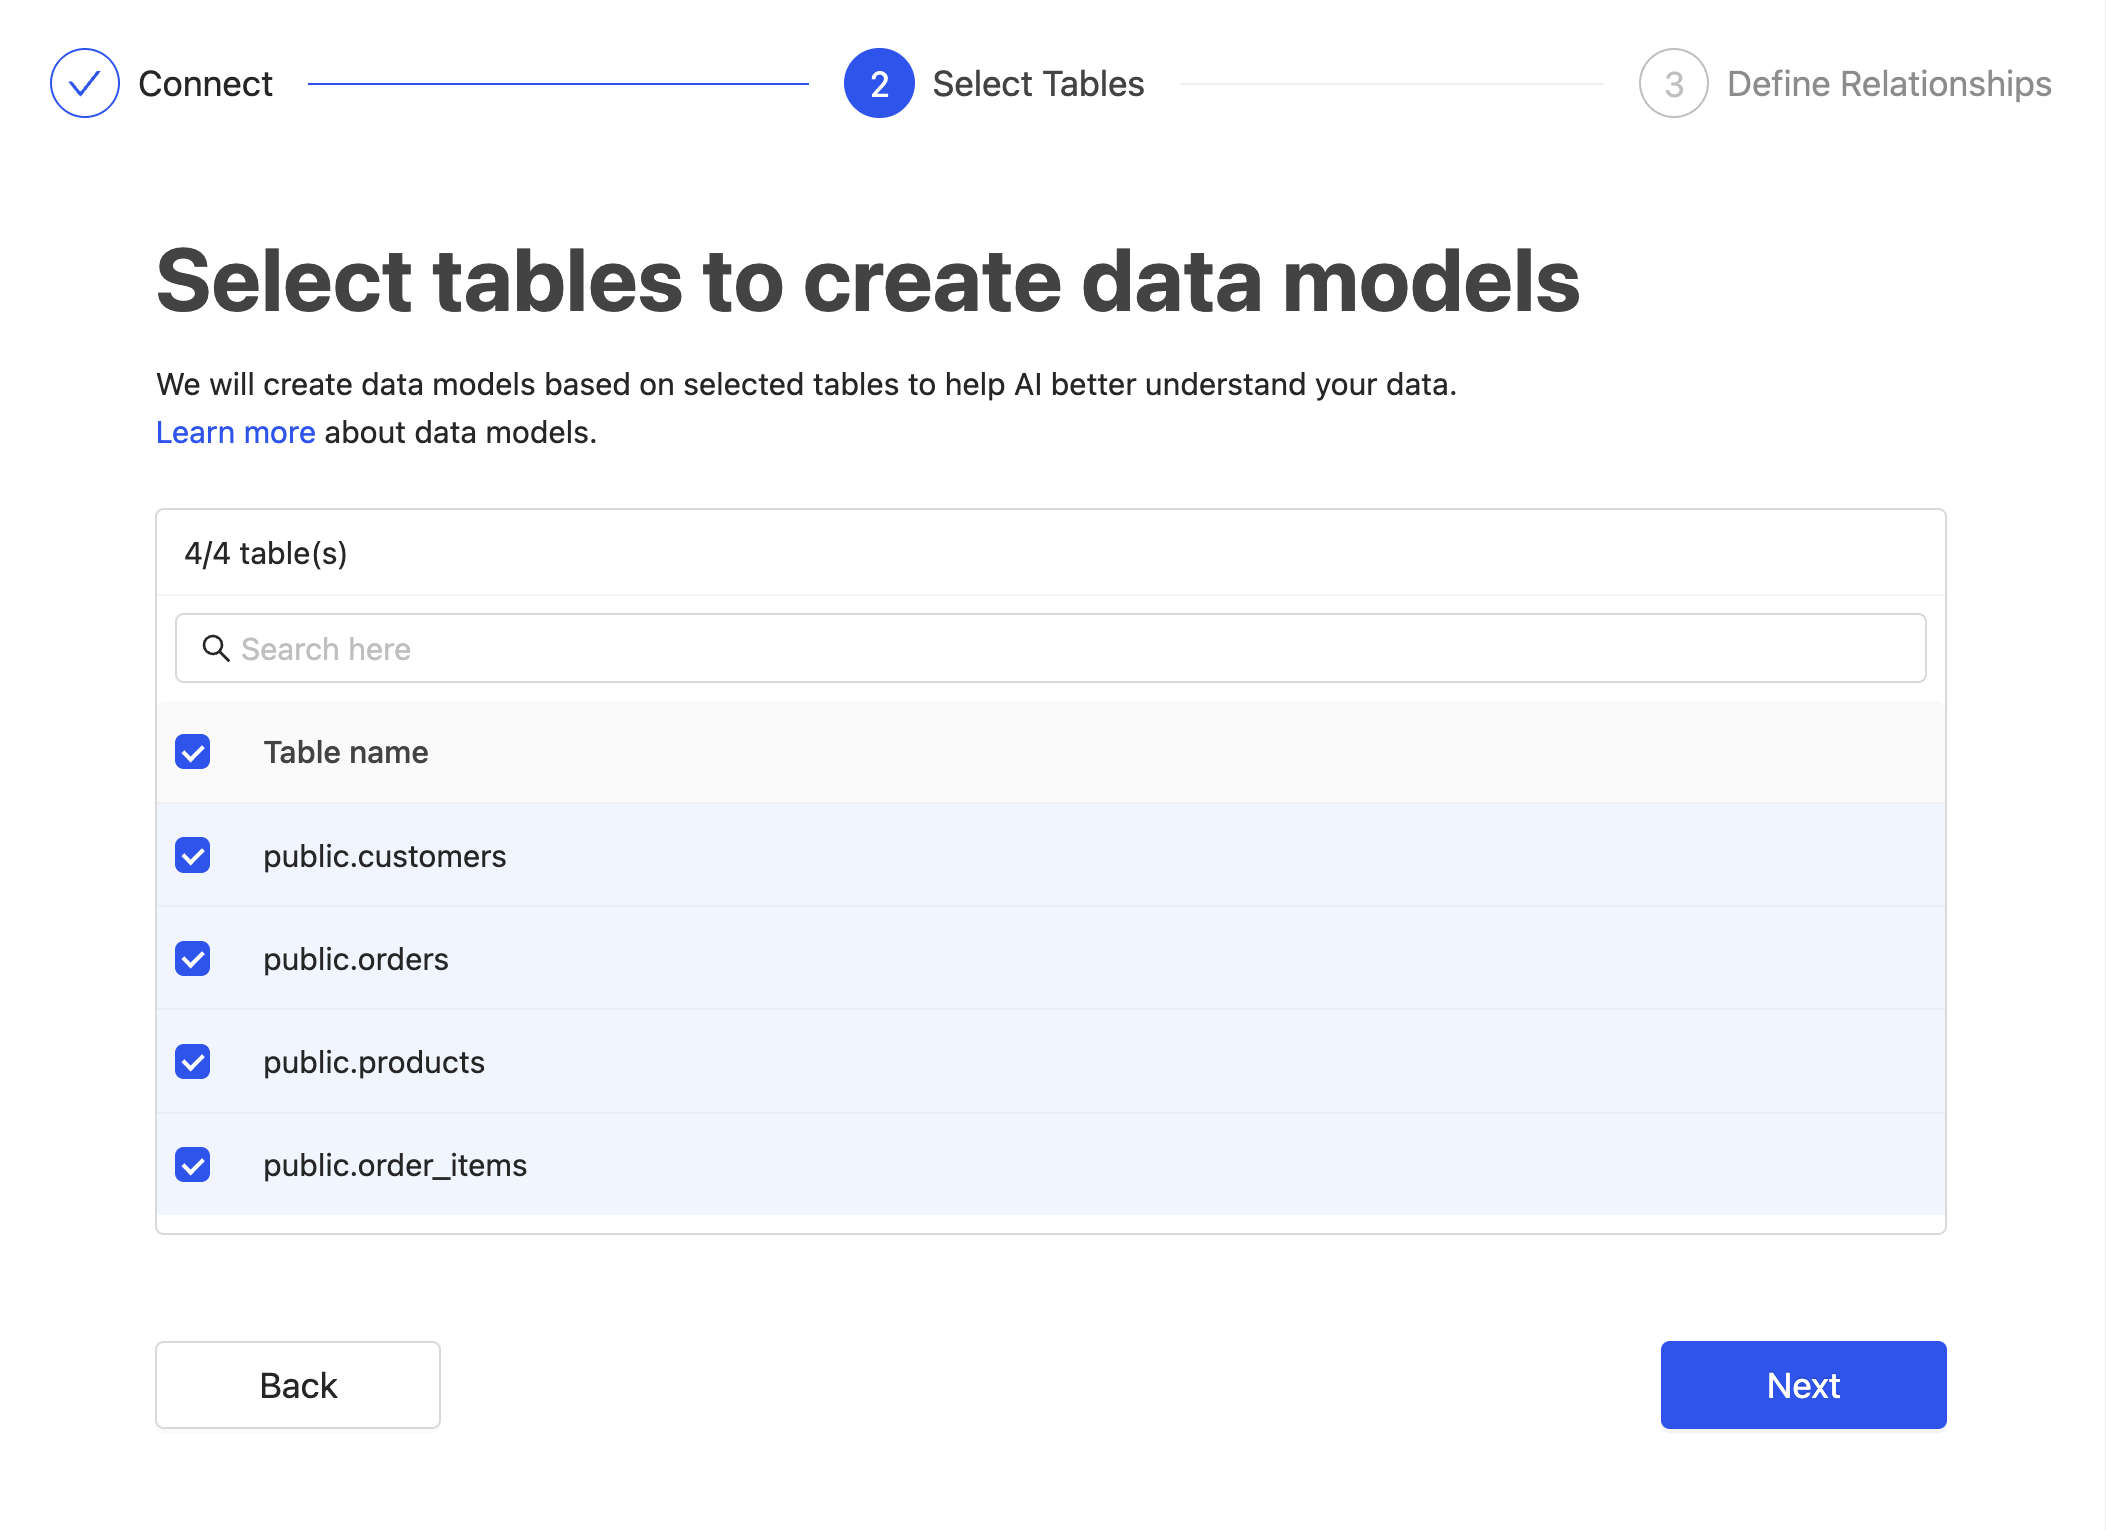 Connect
2 Select Tables
3 Define Relationships
Select tables to create data models
We will create data models based on selected tables to help AI better understand your data.
Learn more about data models.
4/4 table(s)
Search here
Table name
public.customers
public.orders
public.products
public.order_items
Back
Next